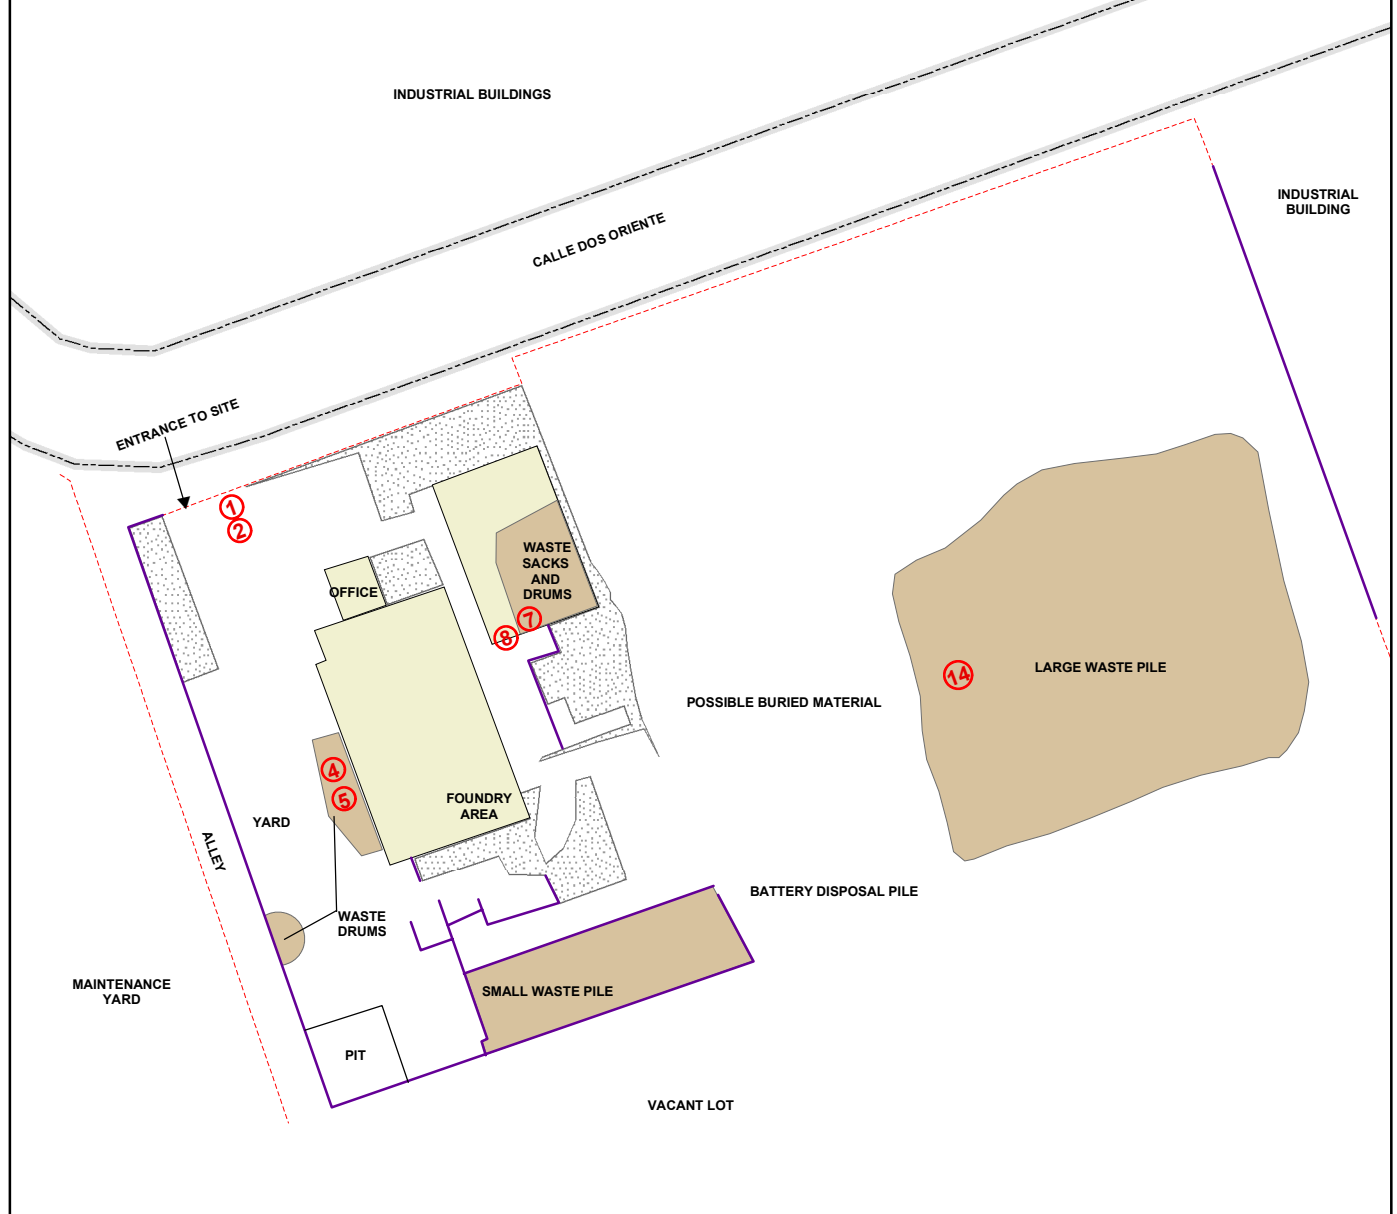 INDUSTRIAL BUILDINGS
INDUSTRIAL
BUILDING
CALLE DOS ORIENTE
ENTRANCE TO SITE
1
2
WASTE
SACKS
AND
DRUMS
OFFICE
7
8
14
LARGE WASTE PILE
POSSIBLE BURIED MATERIAL
4
5
FOUNDRY
AREA
YARD
ALLEY
BATTERY DISPOSAL PILE
WASTE
DRUMS
MAINTENANCE
YARD
SMALL WASTE PILE
PIT
VACANT LOT